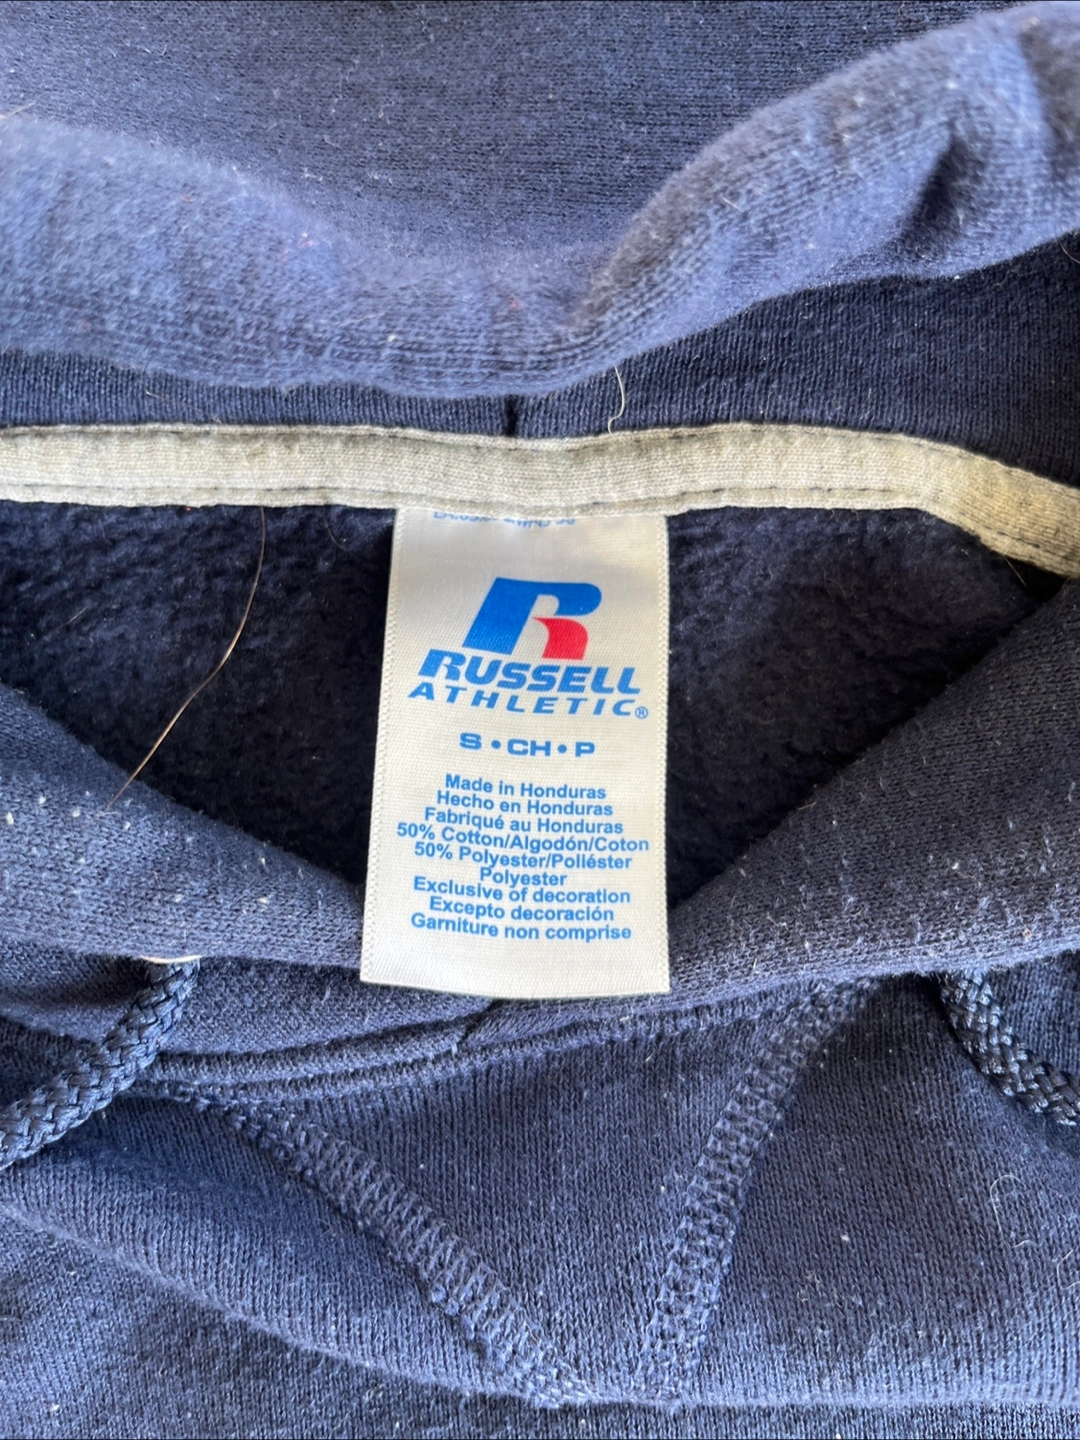 R
RUSSELL
ATHLETIC®
S • CH • P
Made in Honduras
Hecho en Honduras
Fabriqué au Honduras
50% Cotton/Algodón/Coton
50% Polyester/Poliéster
Polyester
Exclusive of decoration
Excepto decoración
Garniture non comprise